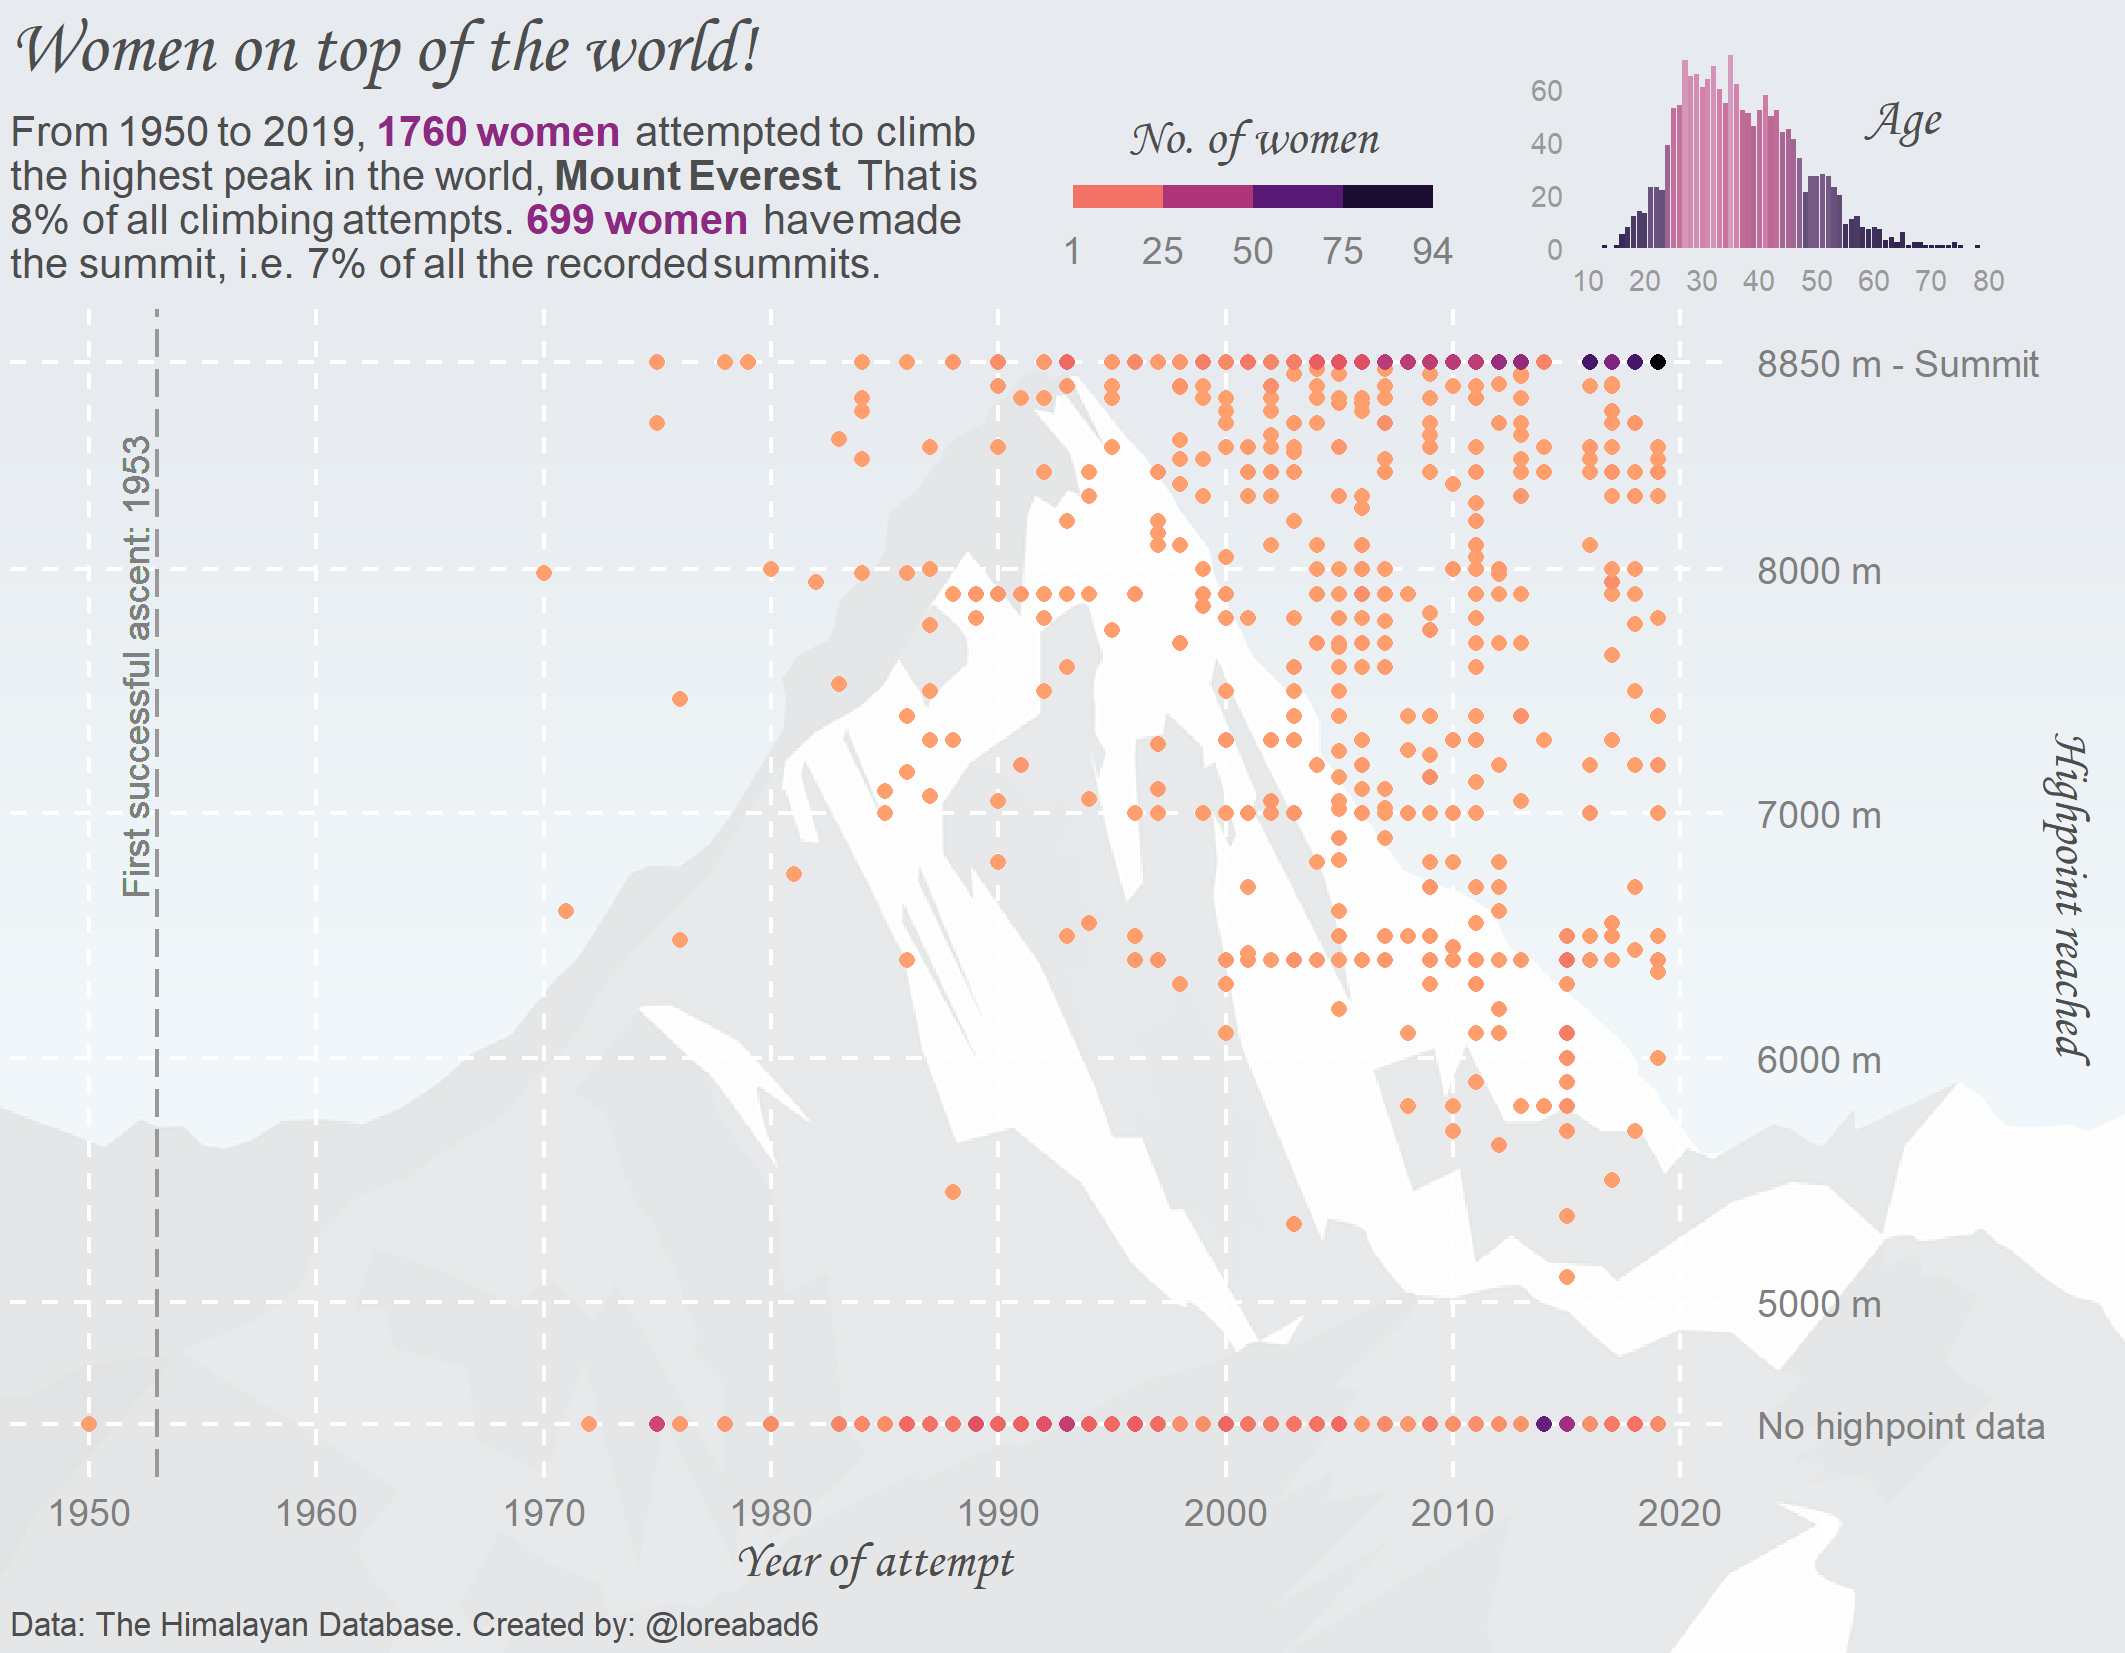 Women on top of the world!
From 1950 to 2019, 1760 women attempted to climb
the highest peak in the world, Mount Everest That is
8% of all climbing attempts. 699 women have made
the summit, i.e. 7% of all the recorded summits.
No. of women
1 25 50 75 94
Age
60
40
20
0
10 20 30 40 50 60 70 80
First successful ascent: 1953
8850 m - Summit
8000 m
7000 m
6000 m
5000 m
No highpoint data
Highpoint reached
1950 1960 1970 1980 1990 2000 2010 2020
Year of attempt
Data: The Himalayan Database. Created by: @loreabad6